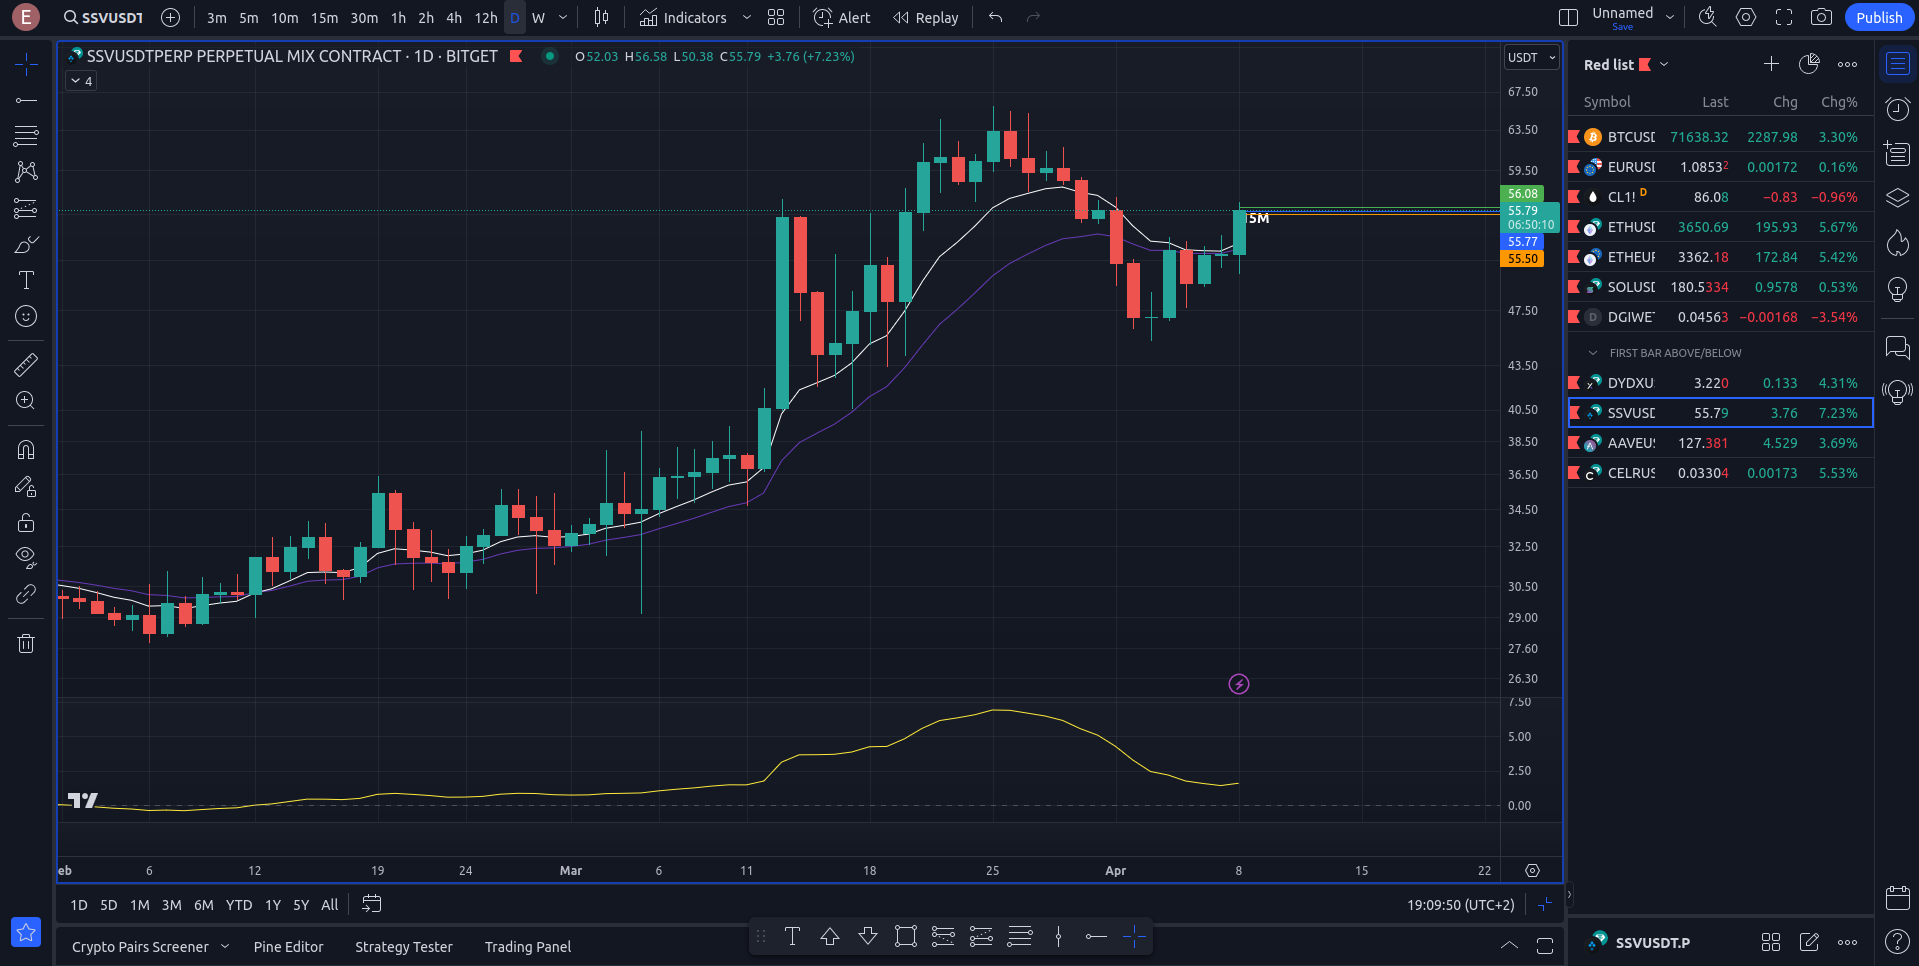 E SSVUSDT 3m 5m 10m 15m 30m 1h 2h 4h 12h D W Indicators Alert Replay Unnamed Save Publish
SSVUSDTPERP PERPETUAL MIX CONTRACT · 1D · BITGET O52.03 H56.58 L50.38 C55.79 +3.76 (+7.23%)
4
USDT
67.50
63.50
59.50
56.08
55.79
06:50:10
55.77
55.50
47.50
43.50
40.50
38.50
36.50
34.50
32.50
30.50
29.00
27.60
26.30
7.50
5.00
2.50
0.00
5M
eb 6 12 19 24 Mar 6 11 18 25 Apr 8 15 22
1D 5D 1M 3M 6M YTD 1Y 5Y All 19:09:50 (UTC+2)
Crypto Pairs Screener Pine Editor Strategy Tester Trading Panel
Red list
Symbol Last Chg Chg%
BTCUSD 71638.32 2287.98 3.30%
EURUSD 1.08532 0.00172 0.16%
CL1! D 86.08 −0.83 −0.96%
ETHUSD 3650.69 195.93 5.67%
ETHEUR 3362.18 172.84 5.42%
SOLUSD 180.5334 0.9578 0.53%
D DGIWET 0.04563 −0.00168 −3.54%
FIRST BAR ABOVE/BELOW
DYDXU 3.220 0.133 4.31%
SSVUSD 55.79 3.76 7.23%
AAVEUS 127.381 4.529 3.69%
CELRUS 0.03304 0.00173 5.53%
SSVUSDT.P